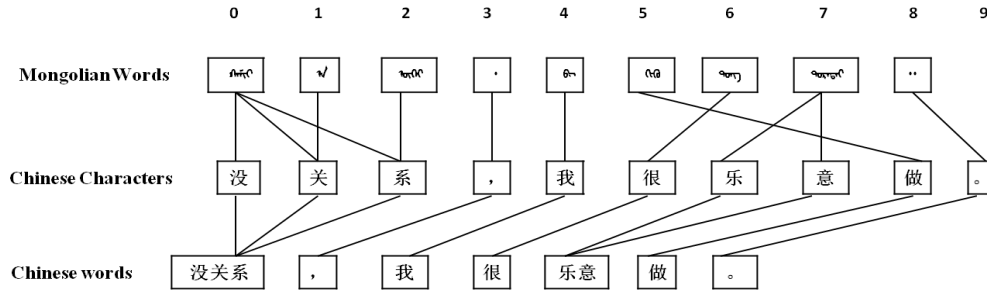 0 1 2 3 4 5 6 7 8 9
Mongolian Words
Chinese Characters 没 关 系 , 我 很 乐 意 做 。
Chinese words 没关系 , 我 很 乐意 做 。